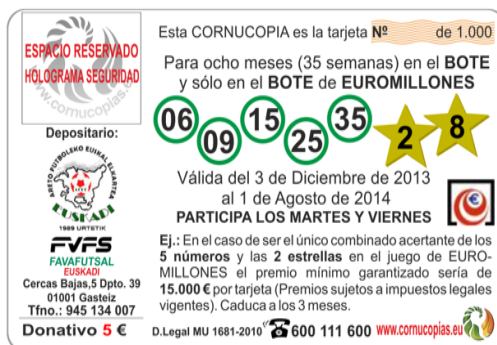 Esta CORNUCOPIA es la tarjeta Nº de 1.000
ESPACIO RESERVADO
HOLOGRAMA SEGURIDAD
www.cornucopias.eu
Para ocho meses (35 semanas) en el BOTE
y sólo en el BOTE de EUROMILLONES
06 09 15 25 35 2 8
Depositario:
ARETO FUTBOLEKO EUSKAL ELKARTEA
EUSKADI
1989 URTETIK
FVFS
FAVAFUTSAL
EUSKADI
Cercas Bajas,5 Dpto. 39
01001 Gasteiz
Tfno.: 945 134 007
Donativo 5 €
Válida del 3 de Diciembre de 2013
al 1 de Agosto de 2014
PARTICIPA LOS MARTES Y VIERNES
€
Ej.: En el caso de ser el único combinado acertante de los
5 números y las 2 estrellas en el juego de EURO-
MILLONES el premio mínimo garantizado sería de
15.000 € por tarjeta (Premios sujetos a impuestos legales
vigentes). Caduca a los 3 meses.
D.Legal MU 1681-2010 600 111 600 www.cornucopias.eu